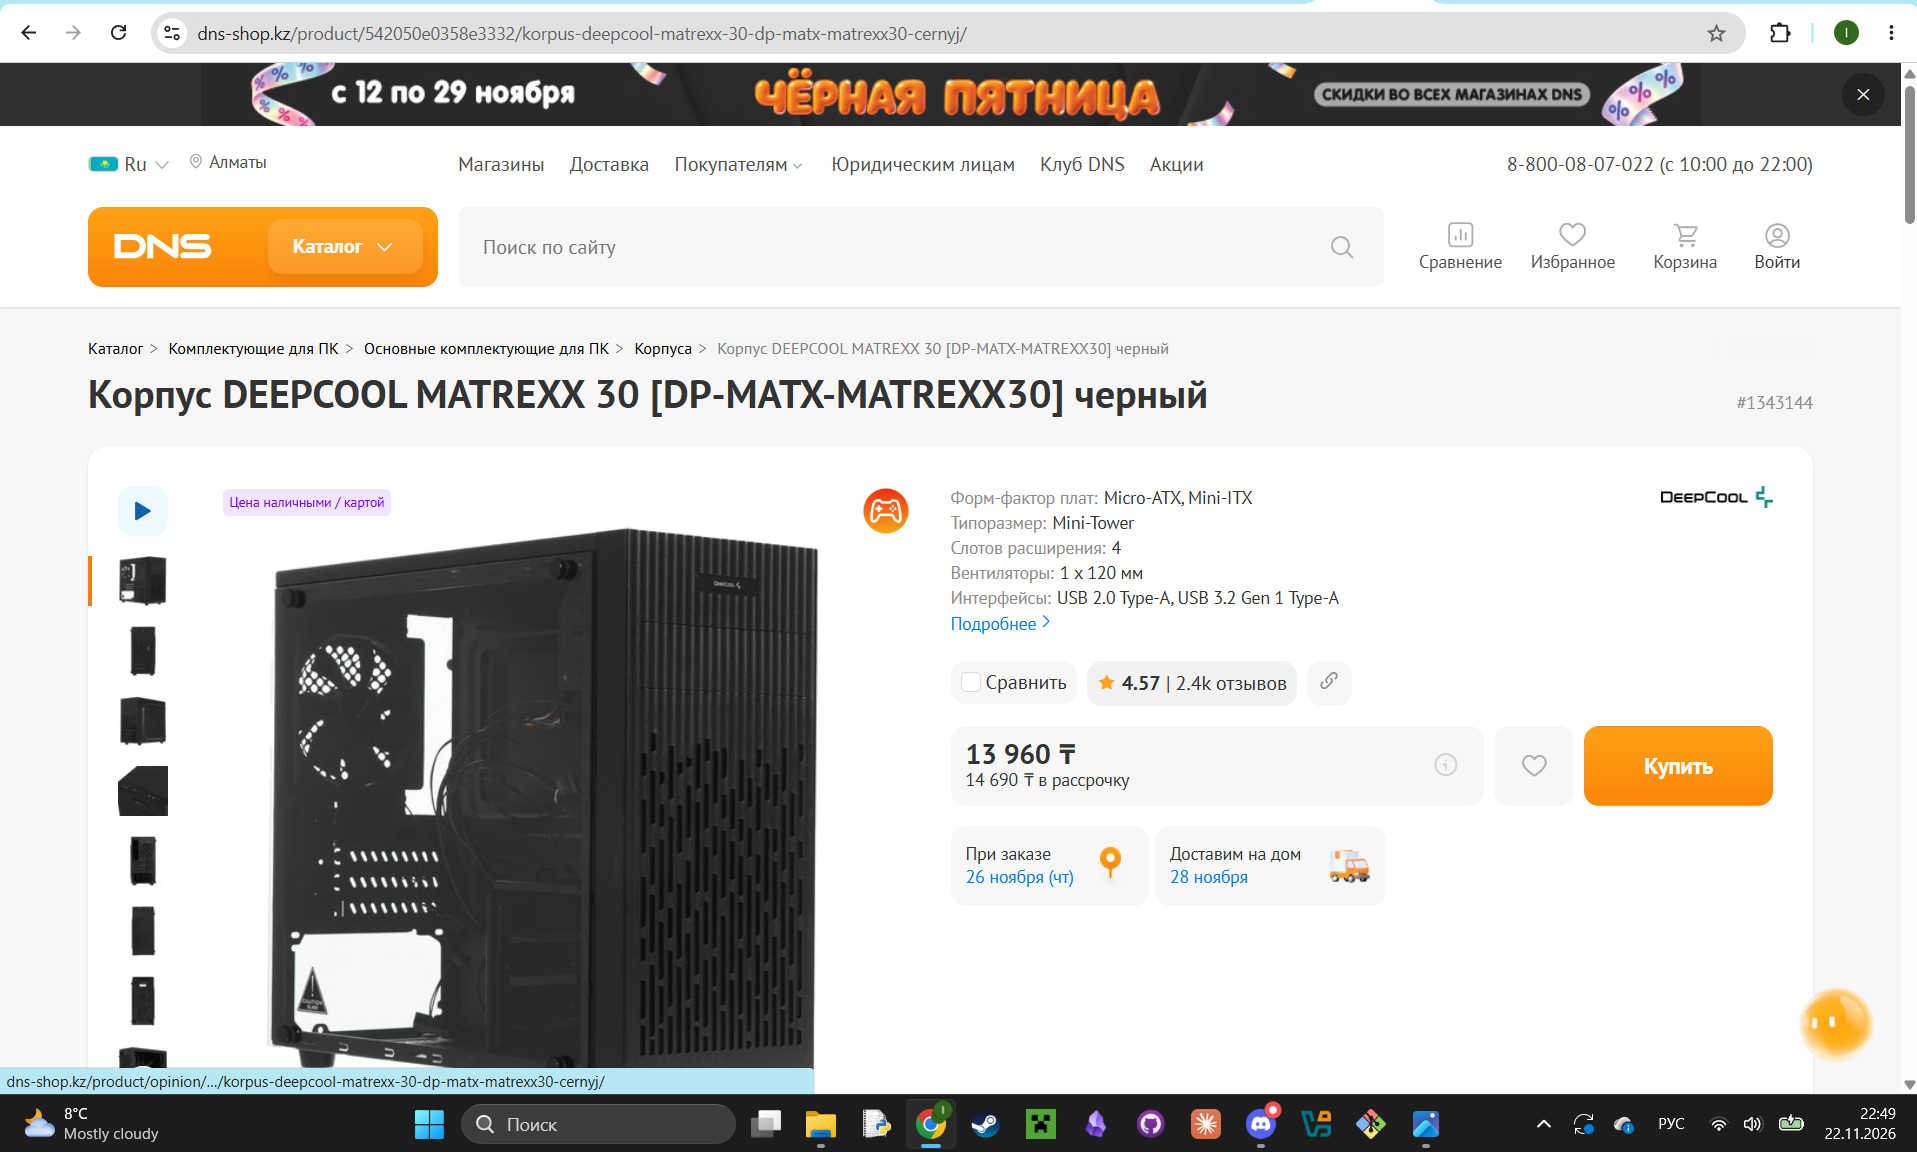 dns-shop.kz/product/542050e0358e3332/korpus-deepcool-matrexx-30-dp-matx-matrexx30-cernyj/
I
с 12 по 29 ноября
ЧЁРНАЯ ПЯТНИЦА
СКИДКИ ВО ВСЕХ МАГАЗИНАХ DNS
Ru
Алматы
Магазины
Доставка
Покупателям
Юридическим лицам
Клуб DNS
Акции
8-800-08-07-022 (с 10:00 до 22:00)
DNS
Каталог
Поиск по сайту
Сравнение
Избранное
Корзина
Войти
Каталог > Комплектующие для ПК > Основные комплектующие для ПК > Корпуса > Корпус DEEPCOOL MATREXX 30 [DP-MATX-MATREXX30] черный
Корпус DEEPCOOL MATREXX 30 [DP-MATX-MATREXX30] черный
#1343144
Цена наличными / картой
DEEPCOOL
CAUTION
Форм-фактор плат: Micro-ATX, Mini-ITX
Типоразмер: Mini-Tower
Слотов расширения: 4
Вентиляторы: 1 x 120 мм
Интерфейсы: USB 2.0 Type-A, USB 3.2 Gen 1 Type-A
Подробнее
DEEPCOOL
Сравнить
4.57 | 2.4k отзывов
13 960 ₸
14 690 ₸ в рассрочку
Купить
При заказе
26 ноября (чт)
Доставим на дом
28 ноября
dns-shop.kz/product/opinion/.../korpus-deepcool-matrexx-30-dp-matx-matrexx30-cernyj/
8°C
Mostly cloudy
Поиск
I
РУС
22:49
22.11.2026